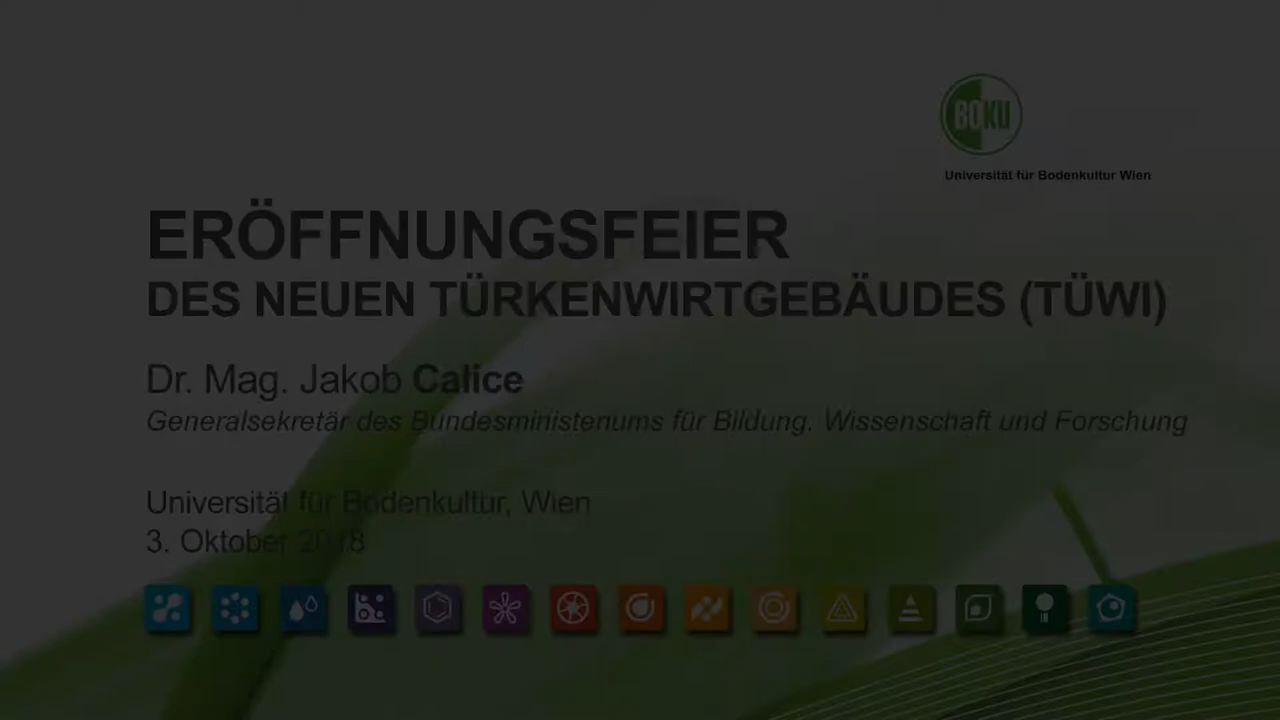 BOKU
Universität für Bodenkultur Wien
ERÖFFNUNGSFEIER
DES NEUEN TÜRKENWIRTGEBÄUDES (TÜWI)
Dr. Mag. Jakob Calice
Generalsekretär des Bundesministeriums für Bildung, Wissenschaft und Forschung
Universität für Bodenkultur, Wien
3. Oktober 2018